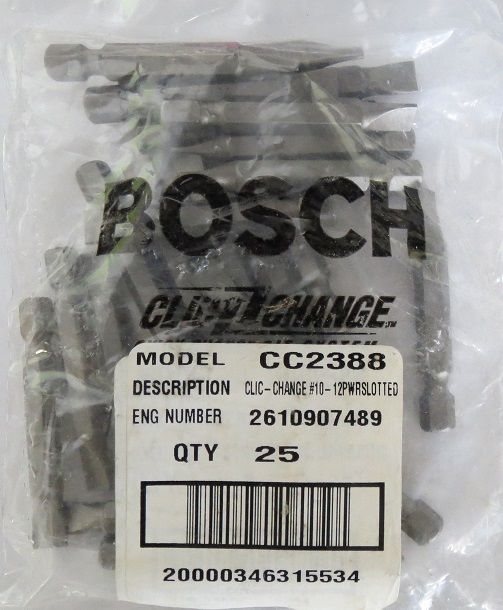 BOSCH
CLIC CHANGE
MODEL CC2388
DESCRIPTION CLIC-CHANGE #10-12PWRSLOTTED
ENG NUMBER 2610907489
QTY 25
20000346315534